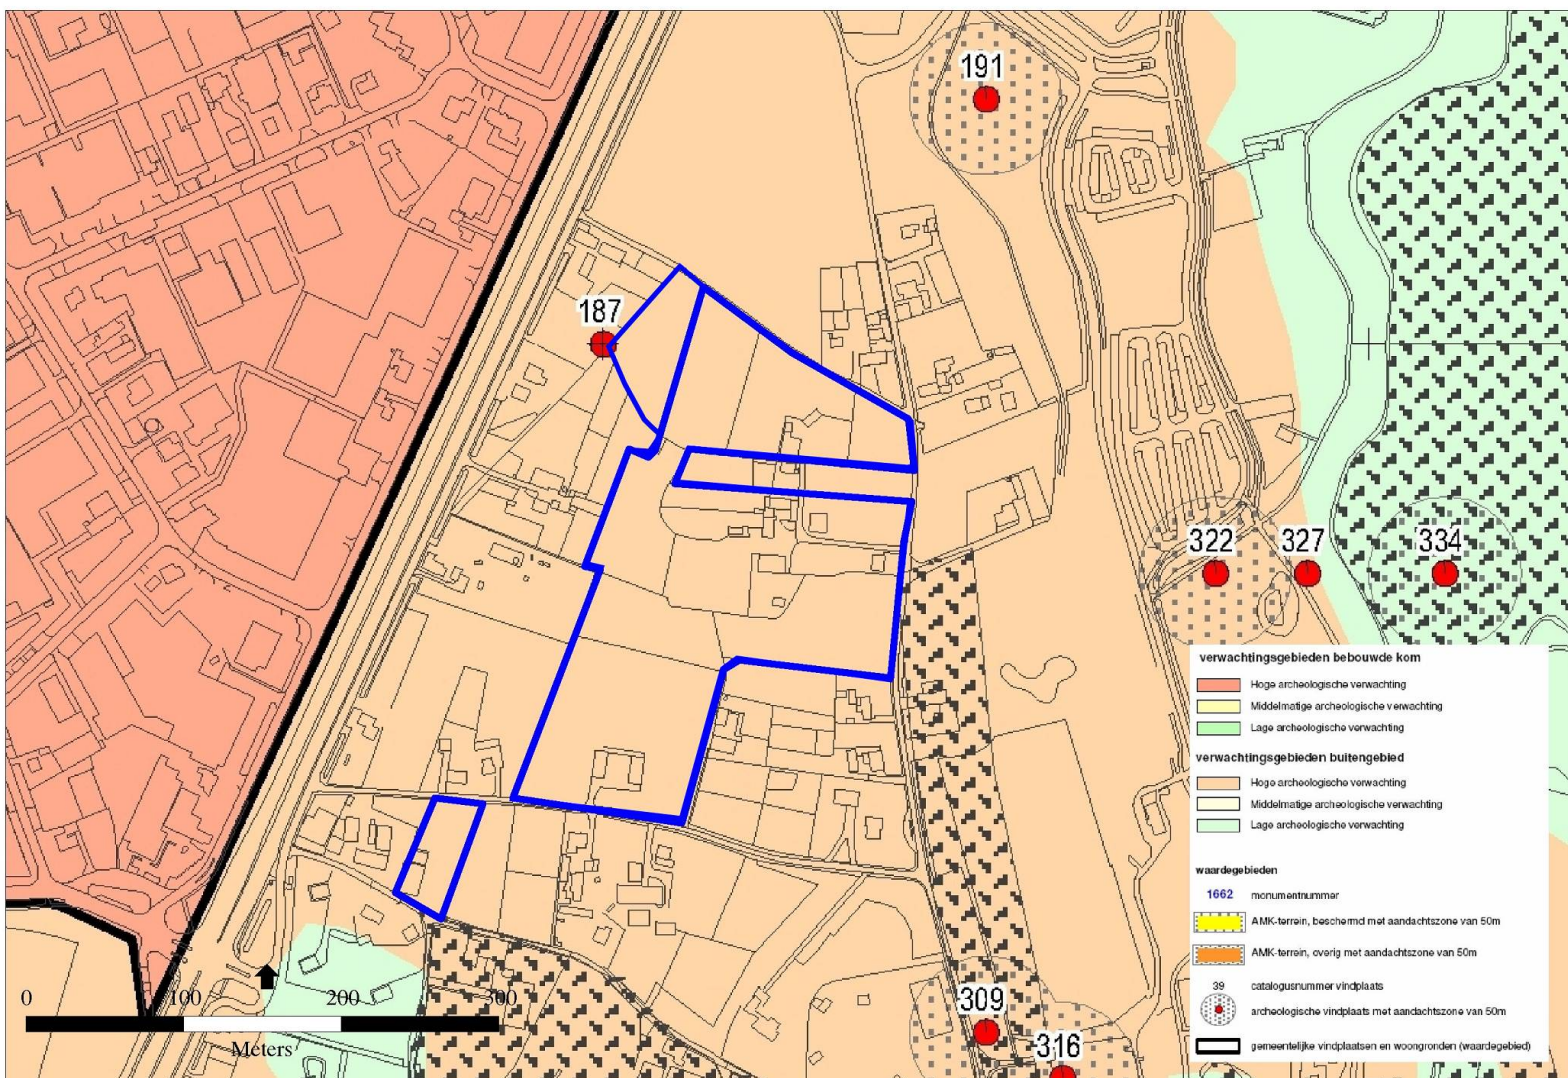 191
187
322
327
334
309
316
0
100
200
300
Meters
verwachtingsgebieden bebouwde kom
Hoge archeologische verwachting
Middelmatige archeologische verwachting
Lage archeologische verwachting
verwachtingsgebieden buitengebied
Hoge archeologische verwachting
Middelmatige archeologische verwachting
Lage archeologische verwachting
waardegebieden
1662 monumentnummer
AMK-terrein, beschermd met aandachtszone van 50m
AMK-terrein, overig met aandachtszone van 50m
39 catalogusnummer vindplaats
archeologische vindplaats met aandachtszone van 50m
gemeentelijke vindplaatsen en woongronden (waardegebied)